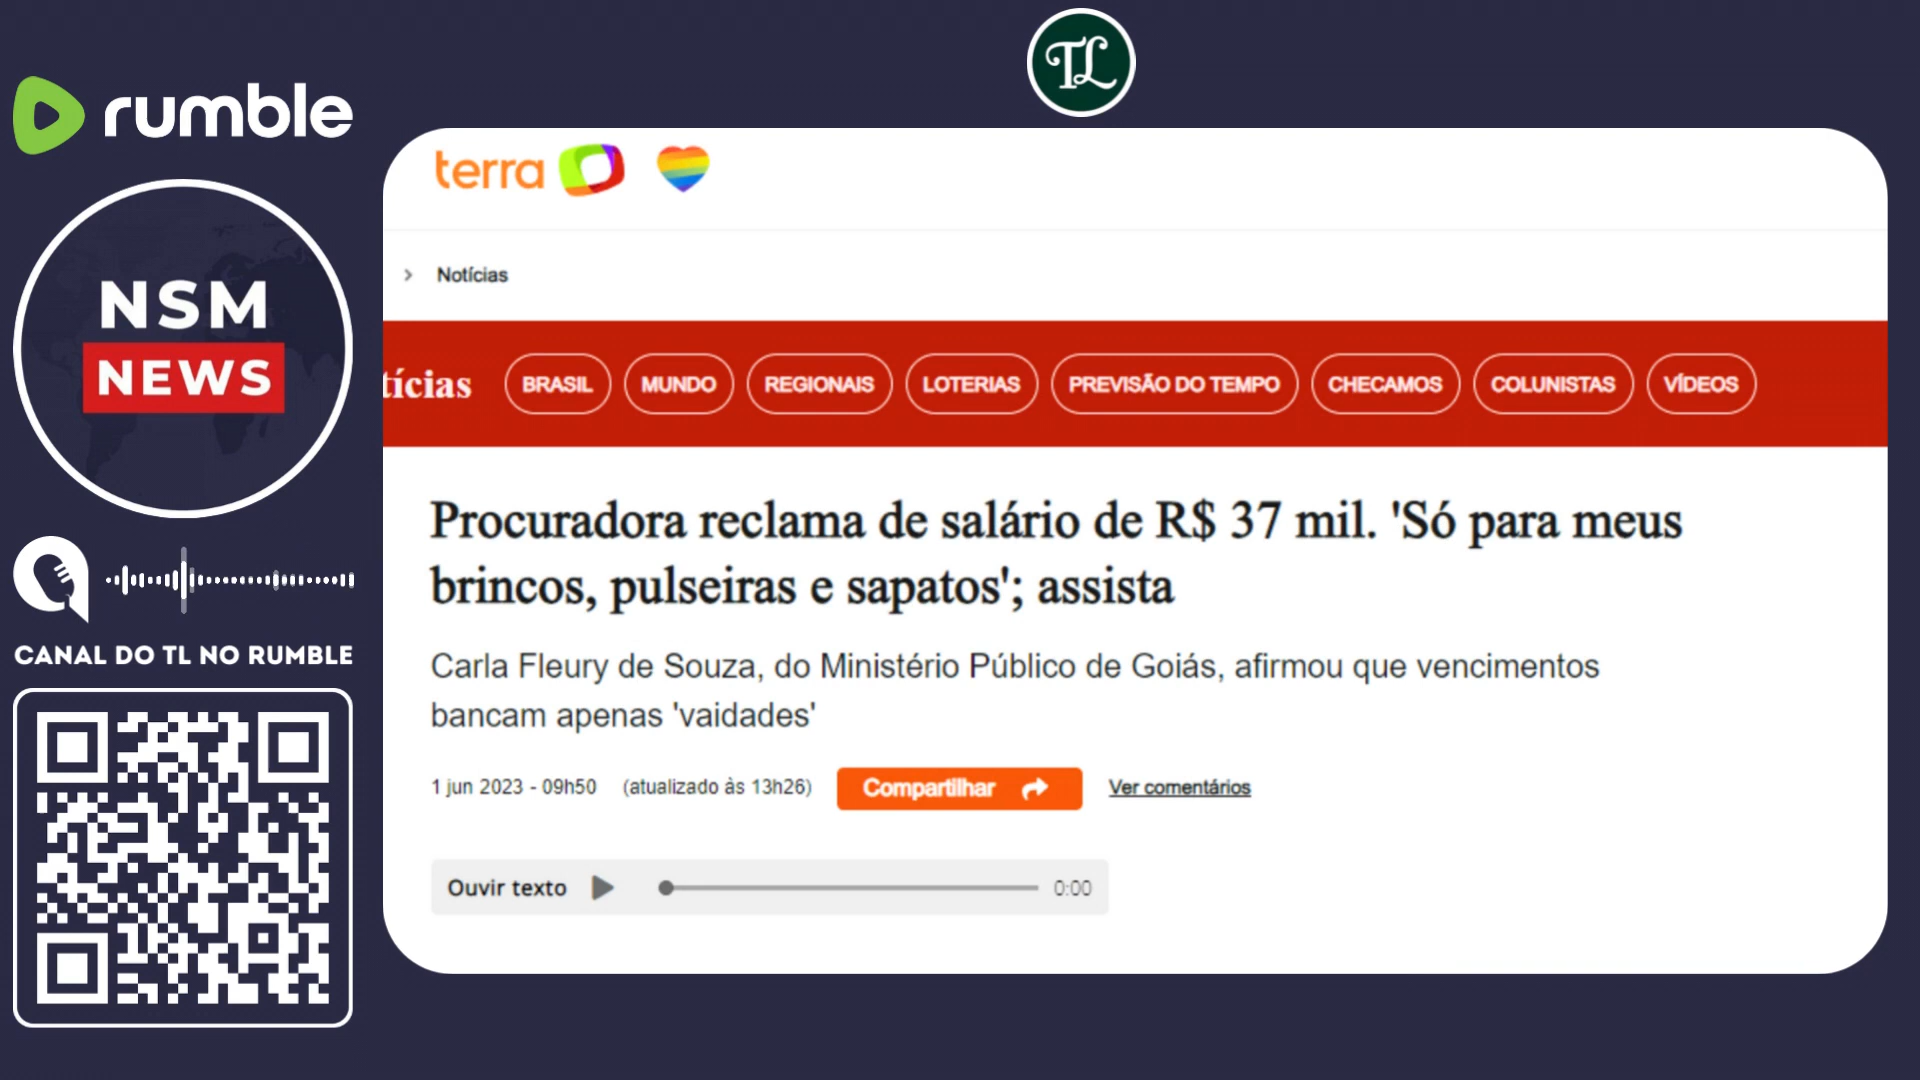 rumble
NSM
NEWS
CANAL DO TL NO RUMBLE
TL
terra
Notícias
tícias BRASIL MUNDO REGIONAIS LOTERIAS PREVISÃO DO TEMPO CHECAMOS COLUNISTAS VÍDEOS
Procuradora reclama de salário de R$ 37 mil. 'Só para meus
brincos, pulseiras e sapatos'; assista
Carla Fleury de Souza, do Ministério Público de Goiás, afirmou que vencimentos
bancam apenas 'vaidades'
1 jun 2023 - 09h50 (atualizado às 13h26) Compartilhar Ver comentários
Ouvir texto 0:00